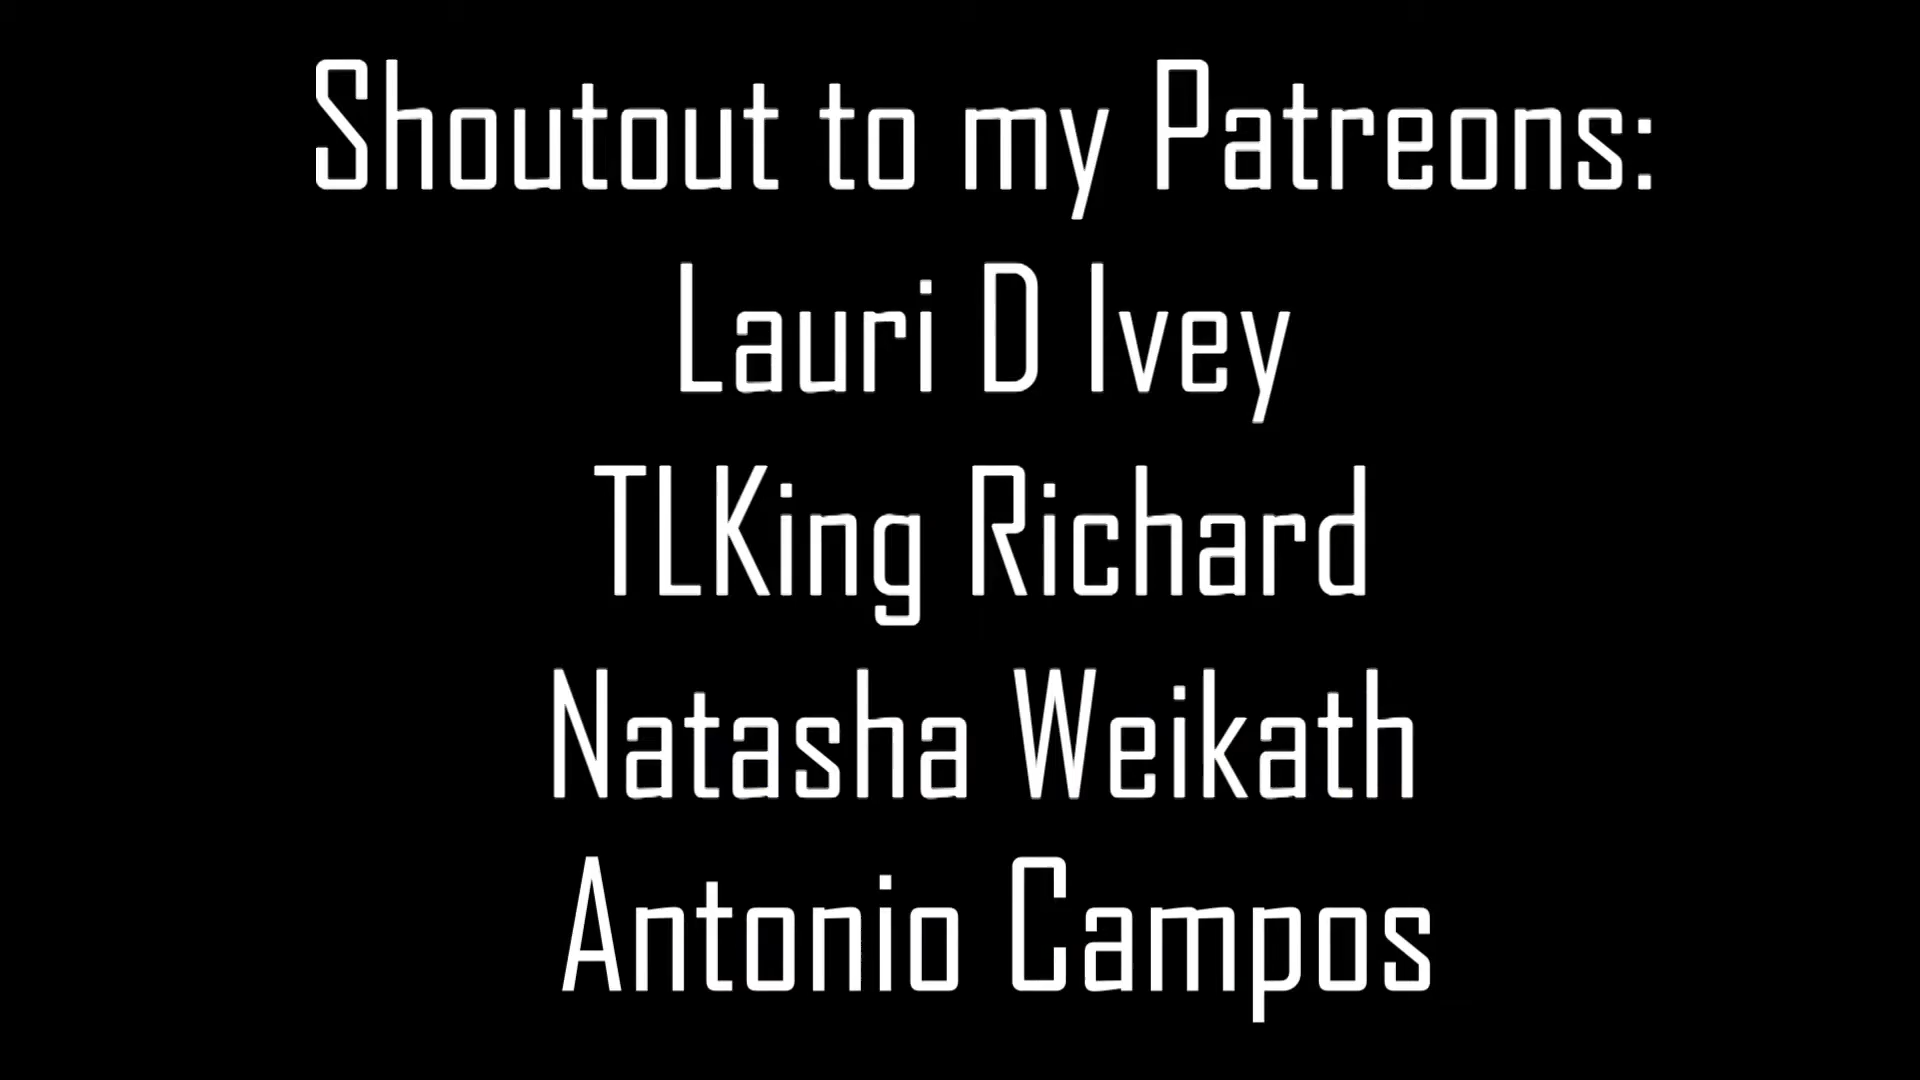 Shoutout to my Patreons:
Lauri D Ivey
TLKing Richard
Natasha Weikath
Antonio Campos